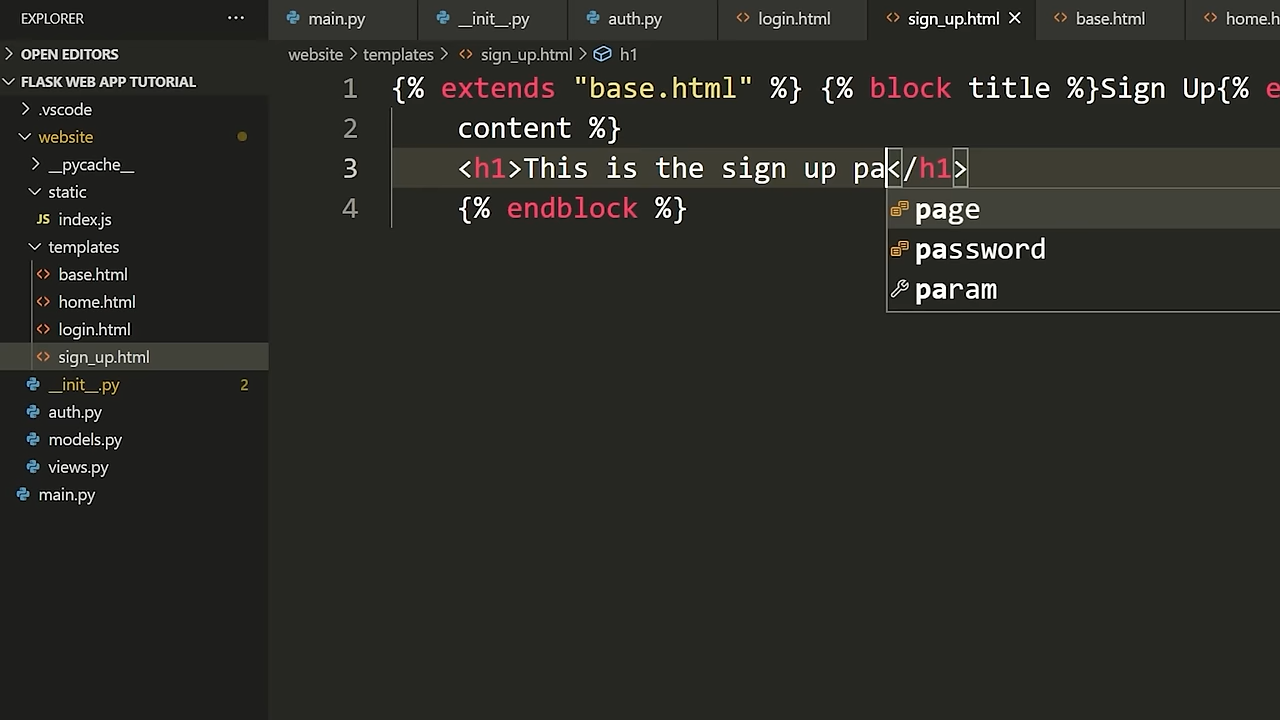 EXPLORER ...
OPEN EDITORS
FLASK WEB APP TUTORIAL
.vscode
website
__pycache__
static
JS index.js
templates
base.html
home.html
login.html
sign_up.html
__init__.py 2
auth.py
models.py
views.py
main.py
main.py __init__.py auth.py login.html sign_up.html base.html home.h
website > templates > sign_up.html > h1
1 {% extends "base.html" %} {% block title %}Sign Up{% e
2 content %}
3 <h1>This is the sign up pa</h1>
4 {% endblock %}
page
password
param